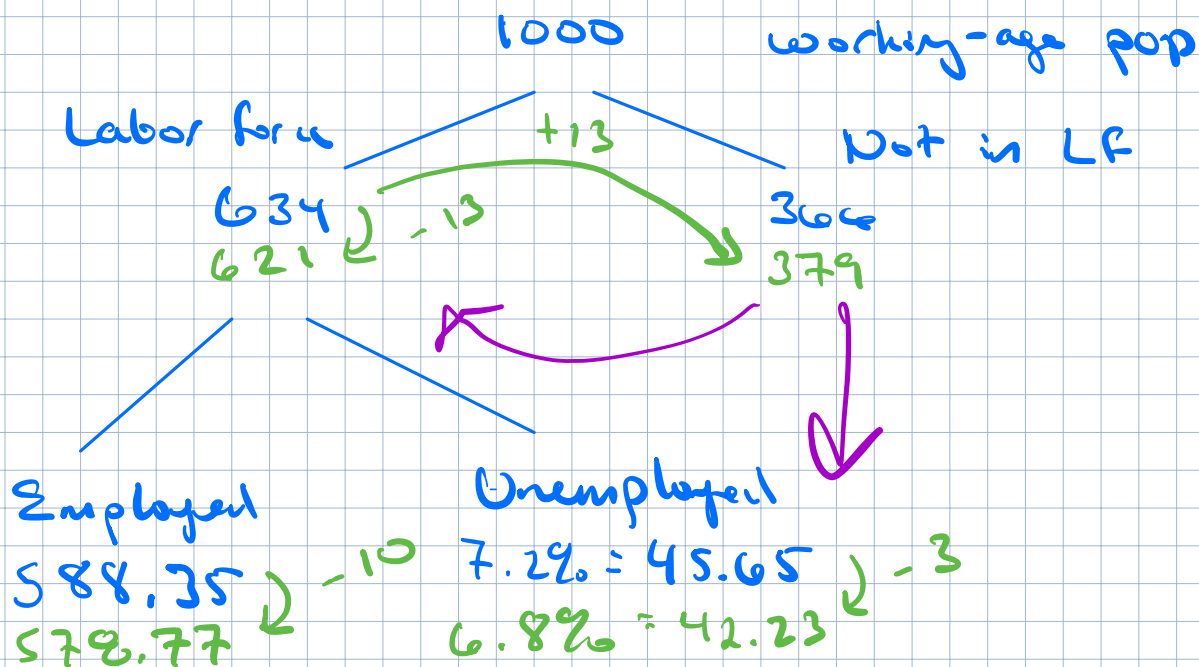 1000
working-age pop
Labor force
+13
Not in LF
634
-13
366
621
379
Employed
Unemployed
588.35
-10
7.2% = 45.65
-3
578.77
6.8% = 42.23